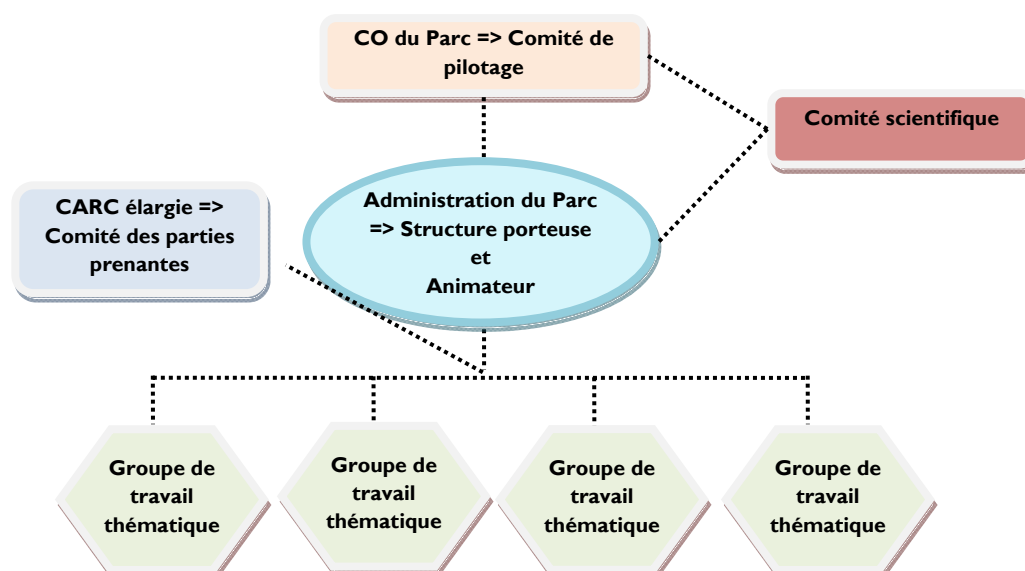 CO du Parc => Comité de
pilotage
Comité scientifique
CARC élargie =>
Comité des parties
prenantes
Administration du Parc
=> Structure porteuse
et
Animateur
Groupe de
travail
thématique
Groupe de
travail
thématique
Groupe de
travail
thématique
Groupe de
travail
thématique